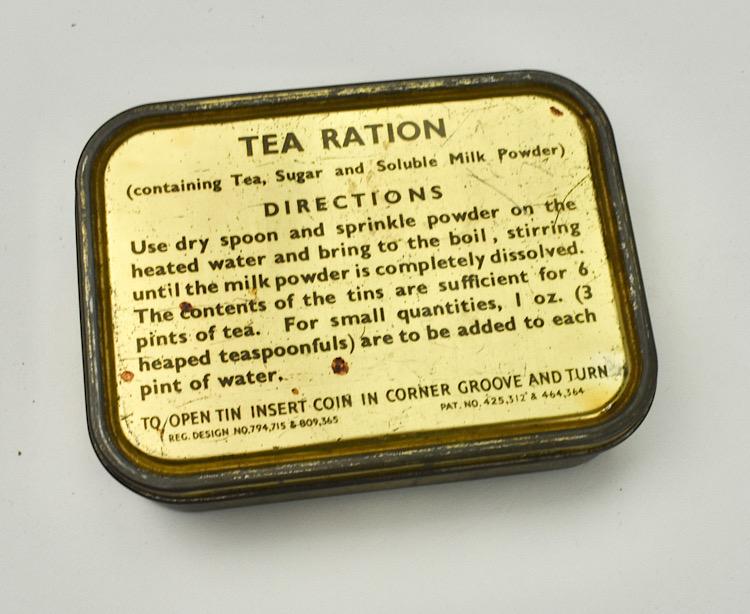 TEA RATION
(containing Tea, Sugar and Soluble Milk Powder)
DIRECTIONS
Use dry spoon and sprinkle powder on the
heated water and bring to the boil, stirring
until the milk powder is completely dissolved.
The contents of the tins are sufficient for 6
pints of tea. For small quantities, 1 oz. (3
heaped teaspoonfuls) are to be added to each
pint of water.
TO OPEN TIN INSERT COIN IN CORNER GROOVE AND TURN
REG. DESIGN NO. 794,715 & 809,365 PAT. NO. 425,312 & 464,364